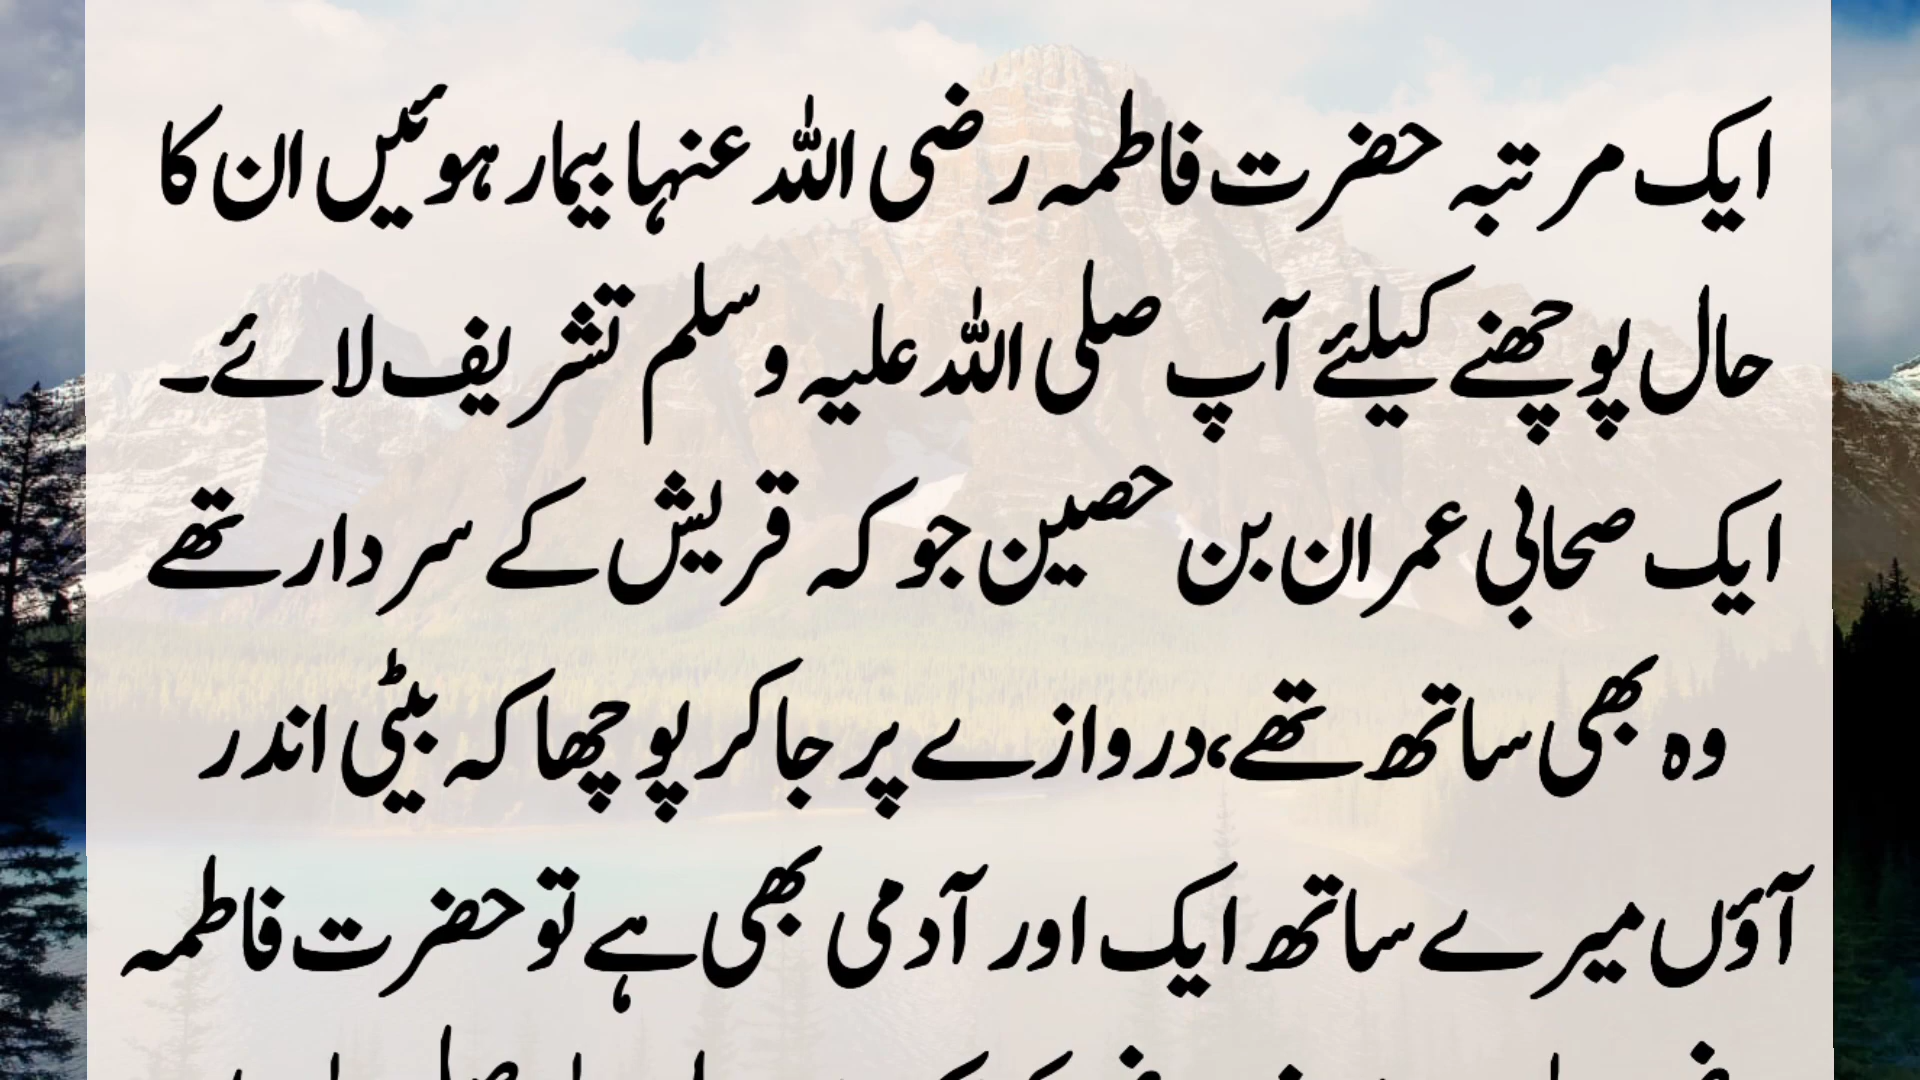 ایک مرتبہ حضرت فاطمہ رضی اللہ عنہا بیمار ہوئیں ان کا
حال پوچھنے کیلئے آپ صلی اللہ علیہ وسلم تشریف لائے۔
ایک صحابی عمران بن حصین جو کہ قریش کے سردار تھے
وہ بھی ساتھ تھے،دروازے پر جا کر پوچھا کہ بیٹی اندر
آؤں میرے ساتھ ایک اور آدمی بھی ہے تو حضرت فاطمہ